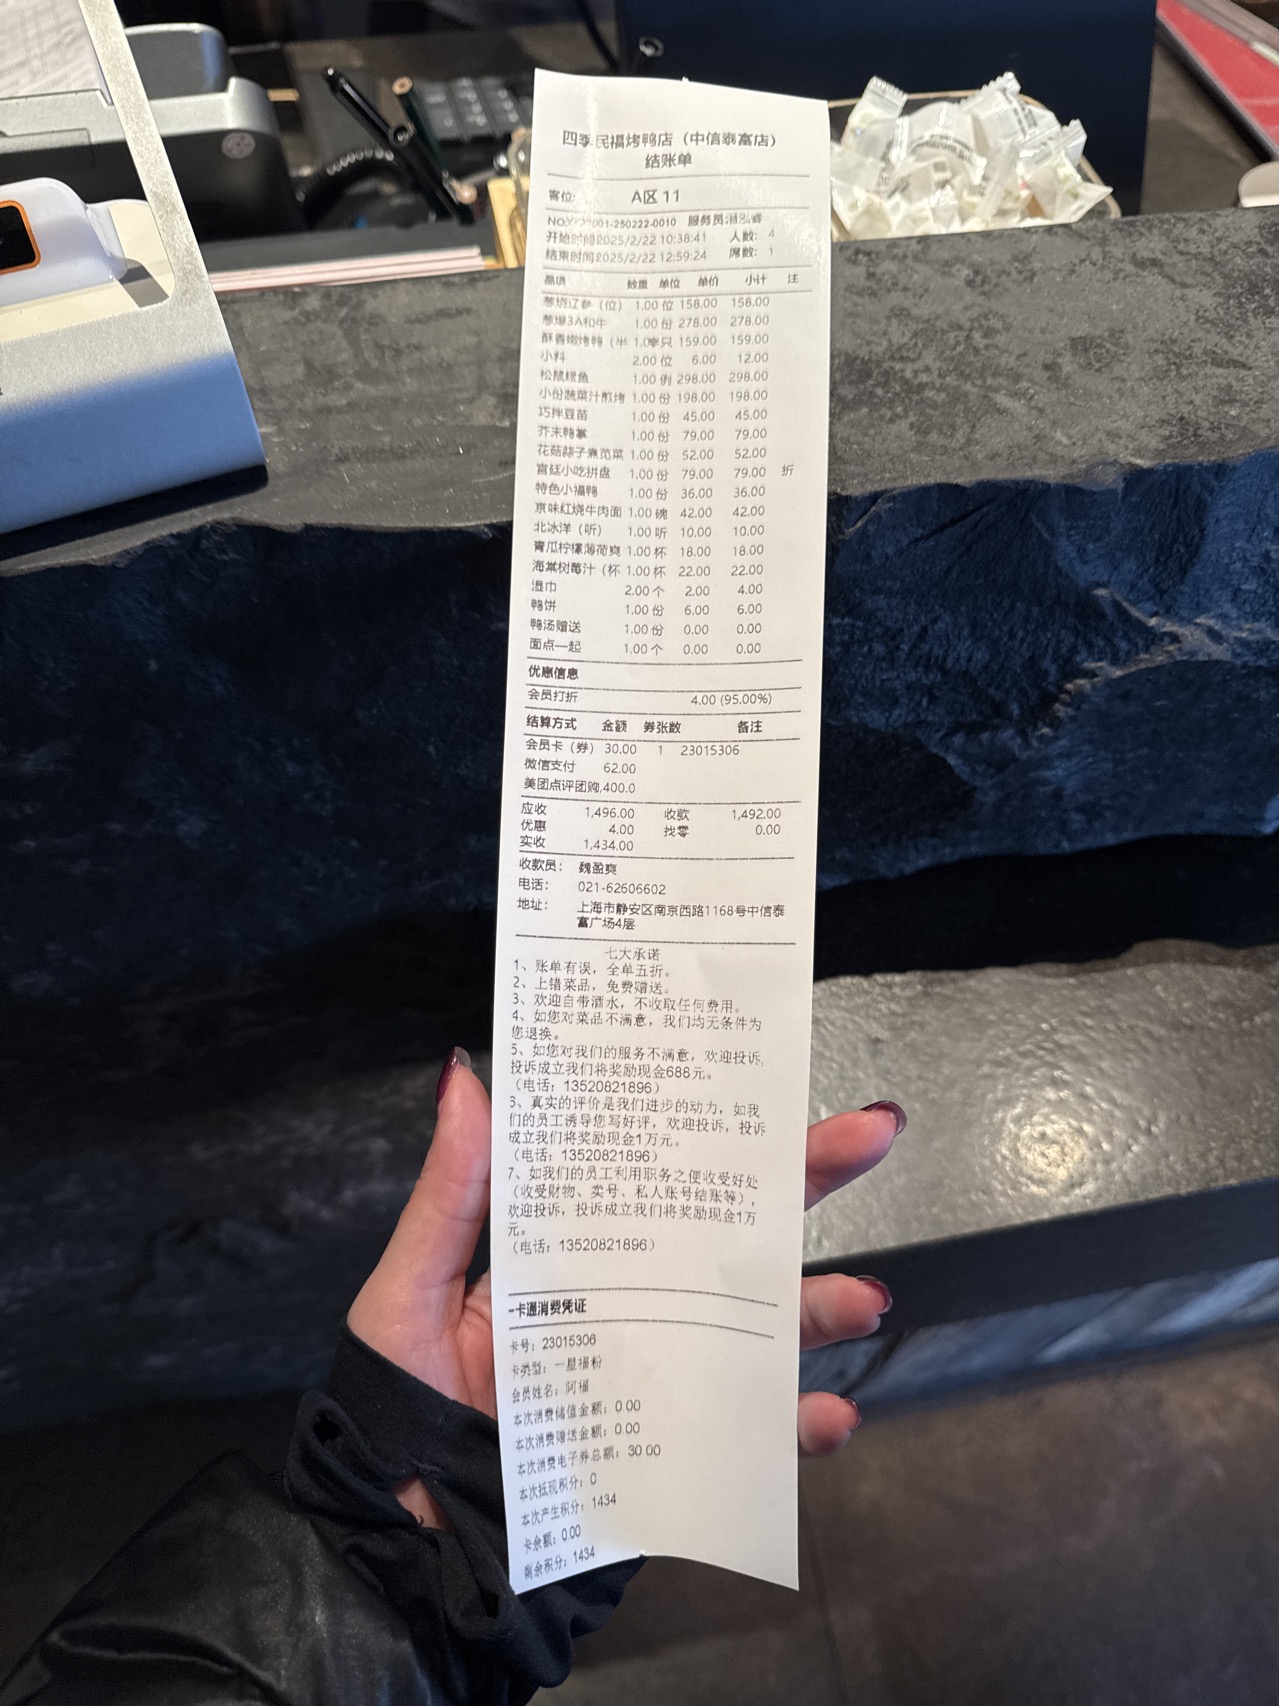 四季民福烤鸭店（中信泰富店）
结账单
客位: A区 11
001-250222-0010 服务员:
开始时间2025/2/22 10:38:41 人数: 4
结束时间2025/2/22 12:59:24 席数: 1
品项 数量 单位 单价 小计 注
葱烧辽参（位） 1.00 位 158.00 158.00
葱爆3A和牛 1.00 份 278.00 278.00
酥香嫩烤鸭（半 1.00 只 159.00 159.00
小料 2.00 位 6.00 12.00
松鼠鳜鱼 1.00 例 298.00 298.00
小份蔬菜汁煎烤 1.00 份 198.00 198.00
巧拌豆苗 1.00 份 45.00 45.00
芥末鸭掌 1.00 份 79.00 79.00
花菇蒜子煮苋菜 1.00 份 52.00 52.00
宫廷小吃拼盘 1.00 份 79.00 79.00 折
特色小福鸭 1.00 份 36.00 36.00
京味红烧牛肉面 1.00 碗 42.00 42.00
北冰洋（听） 1.00 听 10.00 10.00
青瓜柠檬薄荷爽 1.00 杯 18.00 18.00
海棠树莓汁（杯 1.00 杯 22.00 22.00
湿巾 2.00 个 2.00 4.00
鸭饼 1.00 份 6.00 6.00
鸭汤赠送 1.00 份 0.00 0.00
面点一起 1.00 个 0.00 0.00
优惠信息
会员打折 4.00 (95.00%)
结算方式 金额 券张数 备注
会员卡（券） 30.00 1 23015306
微信支付 62.00
美团点评团购,400.0
应收 1,496.00 收款 1,492.00
优惠 4.00 找零 0.00
实收 1,434.00
收款员: 魏盈爽
电话: 021-62606602
地址: 上海市静安区南京西路1168号中信泰
富广场4层
七大承诺
1、账单有误，全单五折。
2、上错菜品，免费赠送。
3、欢迎自带酒水，不收取任何费用。
4、如您对菜品不满意，我们均无条件为
您退换。
5、如您对我们的服务不满意，欢迎投诉,
投诉成立我们将奖励现金688元。
（电话：13520821896）
6、真实的评价是我们进步的动力，如我
们的员工诱导您写好评，欢迎投诉，投诉
成立我们将奖励现金1万元。
（电话：13520821896）
7、如我们的员工利用职务之便收受好处
（收受财物、卖号、私人账号结账等），
欢迎投诉，投诉成立我们将奖励现金1万
元。
（电话：13520821896）
一卡通消费凭证
卡号：23015306
卡类型：一星福粉
会员姓名：阿福
本次消费储值金额：0.00
本次消费赠送金额：0.00
本次消费电子券总额：30.00
本次抵现积分：0
本次产生积分：1434
卡余额：0.00
剩余积分：1434